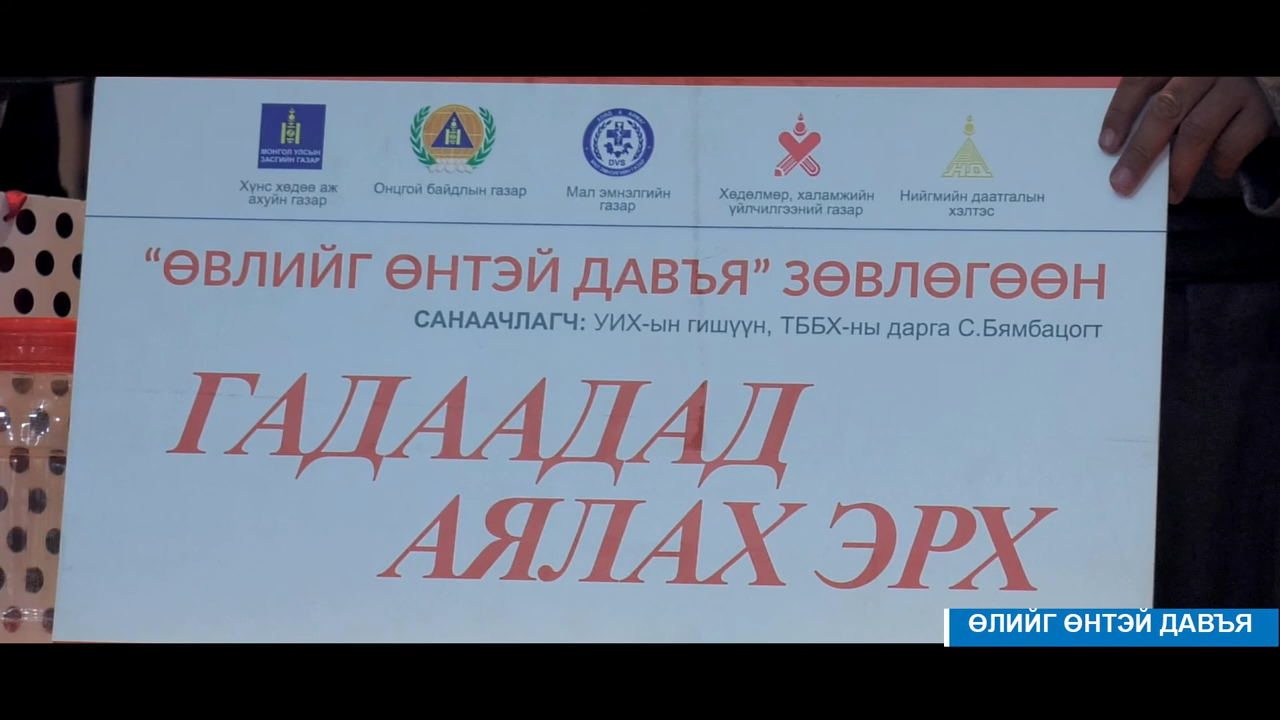 МОНГОЛ УЛСЫН
ЗАСГИЙН ГАЗАР
Хүнс хөдөө аж
ахуйн газар
Онцгой байдлын газар
DVS
Мал эмнэлгийн
газар
Хөдөлмөр, халамжийн
үйлчилгээний газар
НД
Нийгмийн даатгалын
хэлтэс
“ӨВЛИЙГ ӨНТЭЙ ДАВЪЯ” ЗӨВЛӨГӨӨН
САНААЧЛАГЧ: УИХ-ын гишүүн, ТББХ-ны дарга С.Бямбацогт
ГАДААДАД
АЯЛАХ ЭРХ
ӨЛИЙГ ӨНТЭЙ ДАВЪЯ